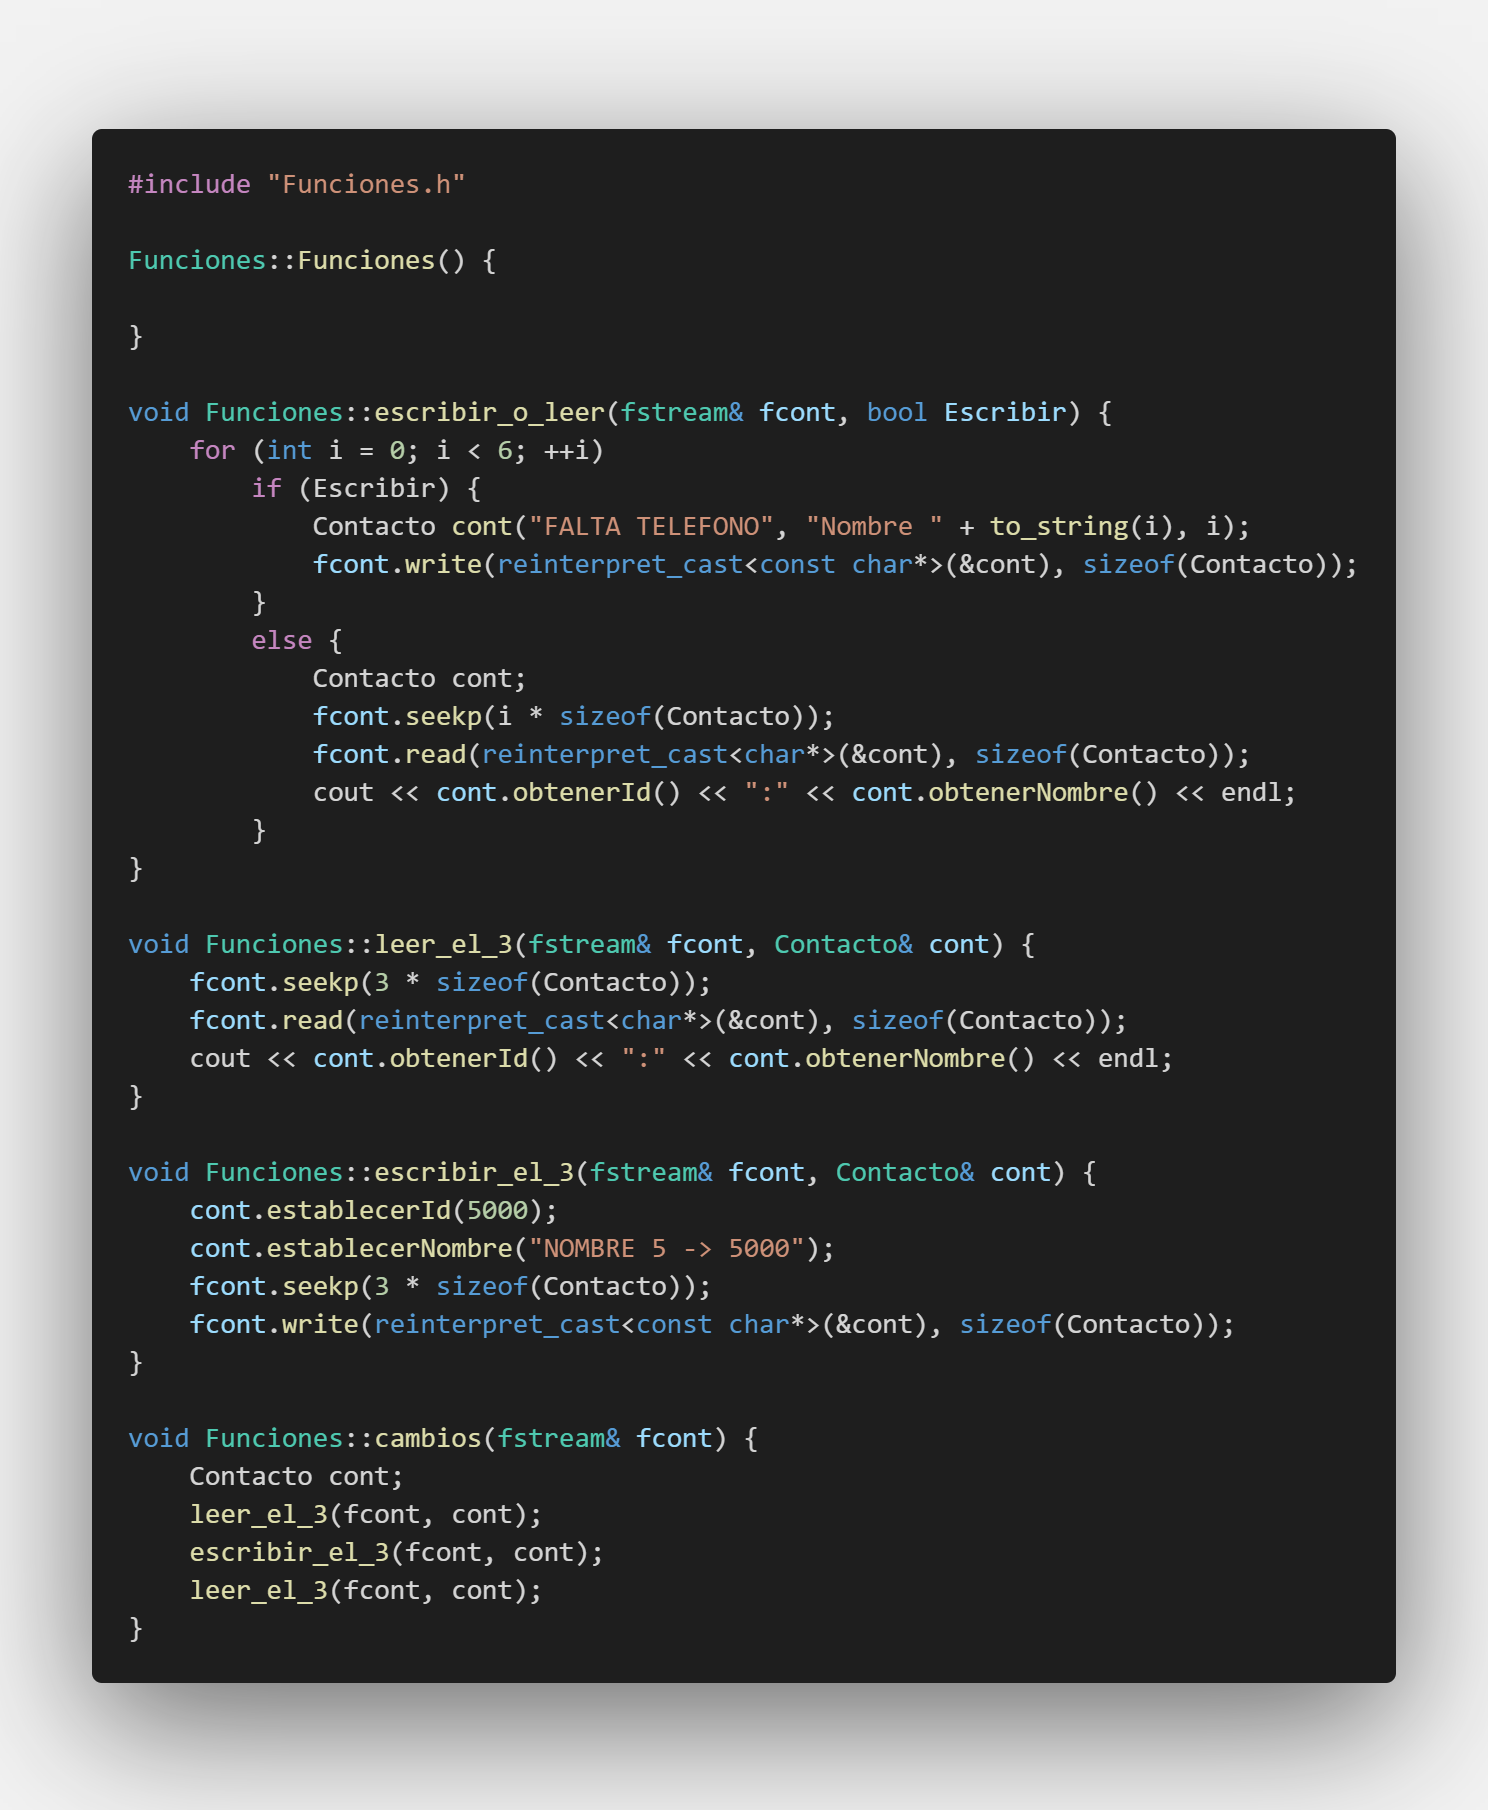 #include "Funciones.h"
Funciones::Funciones() {
}
void Funciones::escribir_o_leer(fstream& fcont, bool Escribir) {
for (int i = 0; i < 6; ++i)
if (Escribir) {
Contacto cont("FALTA TELEFONO", "Nombre " + to_string(i), i);
fcont.write(reinterpret_cast<const char*>(&cont), sizeof(Contacto));
}
else {
Contacto cont;
fcont.seekp(i * sizeof(Contacto));
fcont.read(reinterpret_cast<char*>(&cont), sizeof(Contacto));
cout << cont.obtenerId() << ":" << cont.obtenerNombre() << endl;
}
}
void Funciones::leer_el_3(fstream& fcont, Contacto& cont) {
fcont.seekp(3 * sizeof(Contacto));
fcont.read(reinterpret_cast<char*>(&cont), sizeof(Contacto));
cout << cont.obtenerId() << ":" << cont.obtenerNombre() << endl;
}
void Funciones::escribir_el_3(fstream& fcont, Contacto& cont) {
cont.establecerId(5000);
cont.establecerNombre("NOMBRE 5 -> 5000");
fcont.seekp(3 * sizeof(Contacto));
fcont.write(reinterpret_cast<const char*>(&cont), sizeof(Contacto));
}
void Funciones::cambios(fstream& fcont) {
Contacto cont;
leer_el_3(fcont, cont);
escribir_el_3(fcont, cont);
leer_el_3(fcont, cont);
}